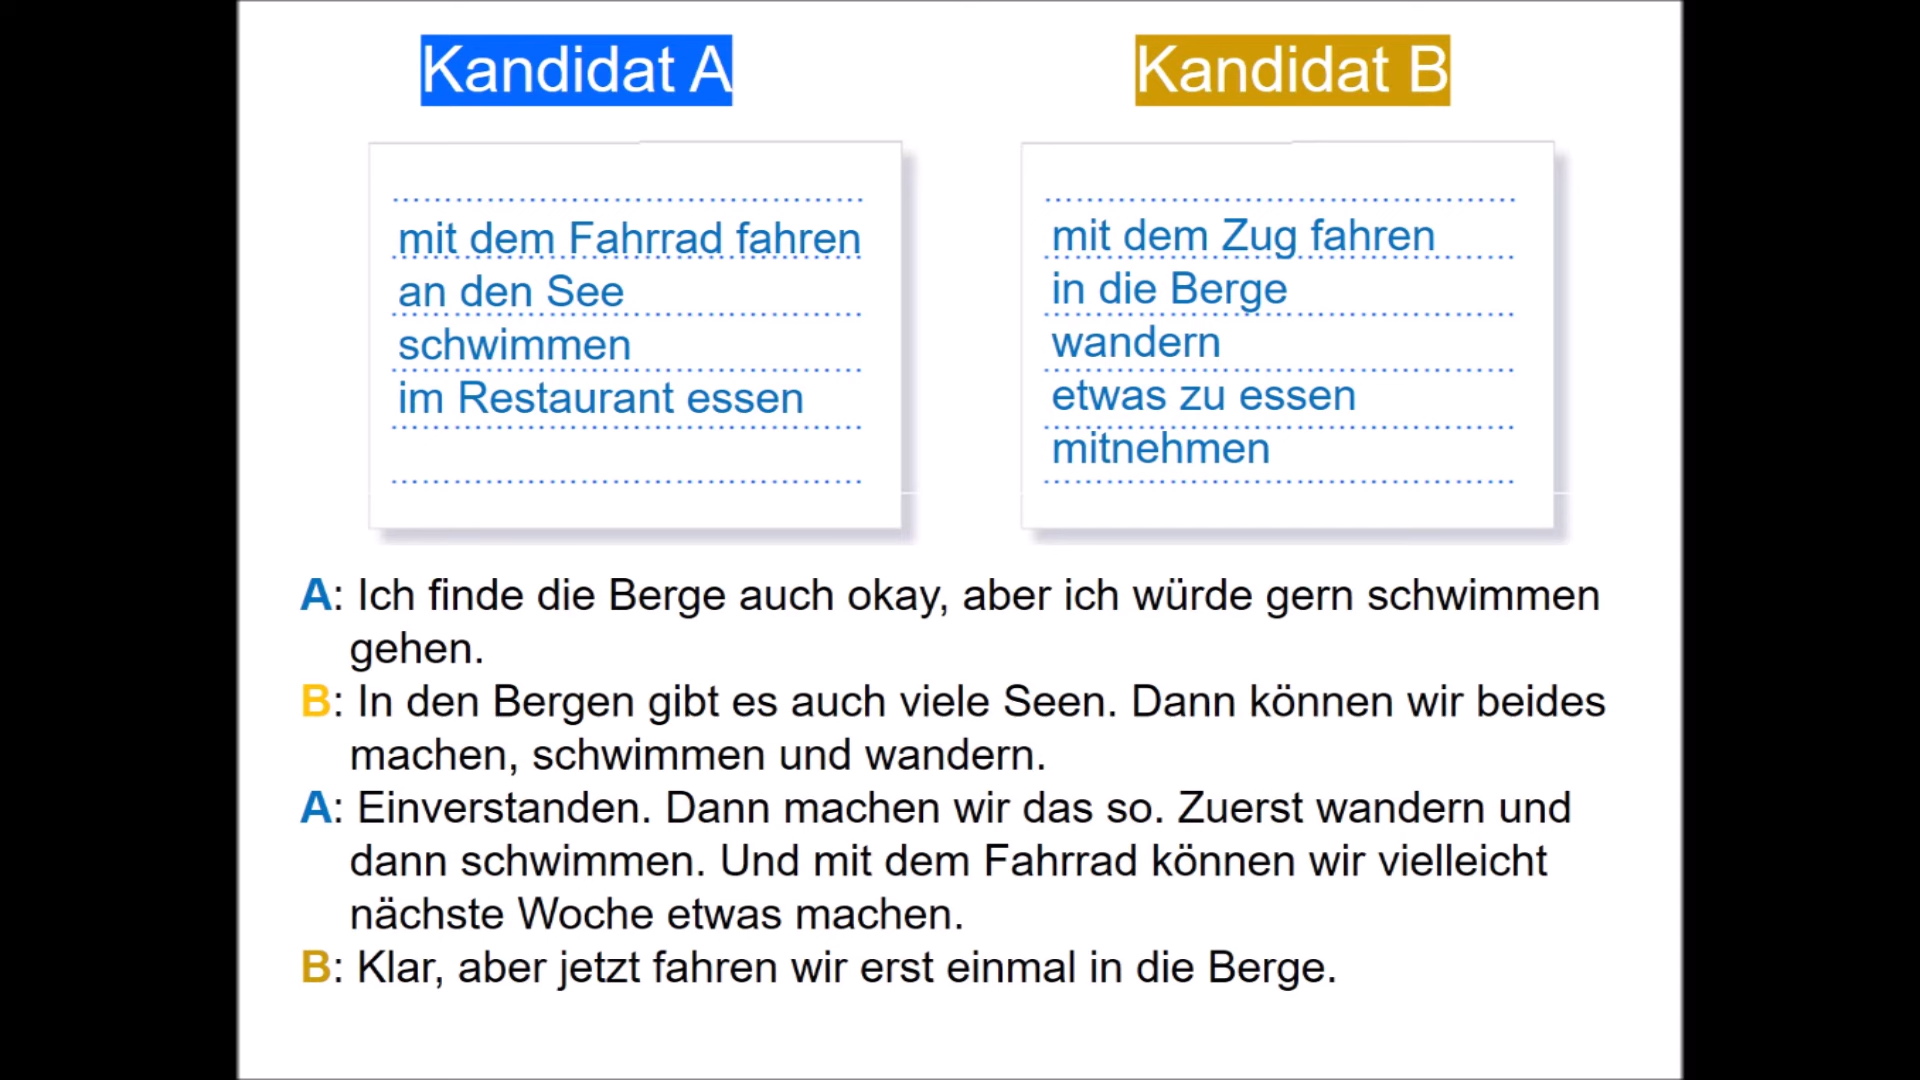 Kandidat A
Kandidat B
mit dem Fahrrad fahren
an den See
schwimmen
im Restaurant essen
mit dem Zug fahren
in die Berge
wandern
etwas zu essen
mitnehmen
A: Ich finde die Berge auch okay, aber ich würde gern schwimmen
gehen.
B: In den Bergen gibt es auch viele Seen. Dann können wir beides
machen, schwimmen und wandern.
A: Einverstanden. Dann machen wir das so. Zuerst wandern und
dann schwimmen. Und mit dem Fahrrad können wir vielleicht
nächste Woche etwas machen.
B: Klar, aber jetzt fahren wir erst einmal in die Berge.